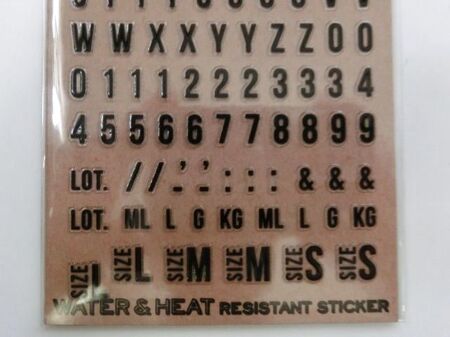 W W X X Y Y Z Z 0 0
0 1 1 1 2 2 2 3 3 3 4
4 5 5 6 6 7 7 8 8 9 9
LOT. / / : : : & & &
LOT. ML L G KG ML L G KG
SIZE SIZE L SIZE M SIZE M SIZE S SIZE S
WATER & HEAT RESISTANT STICKER